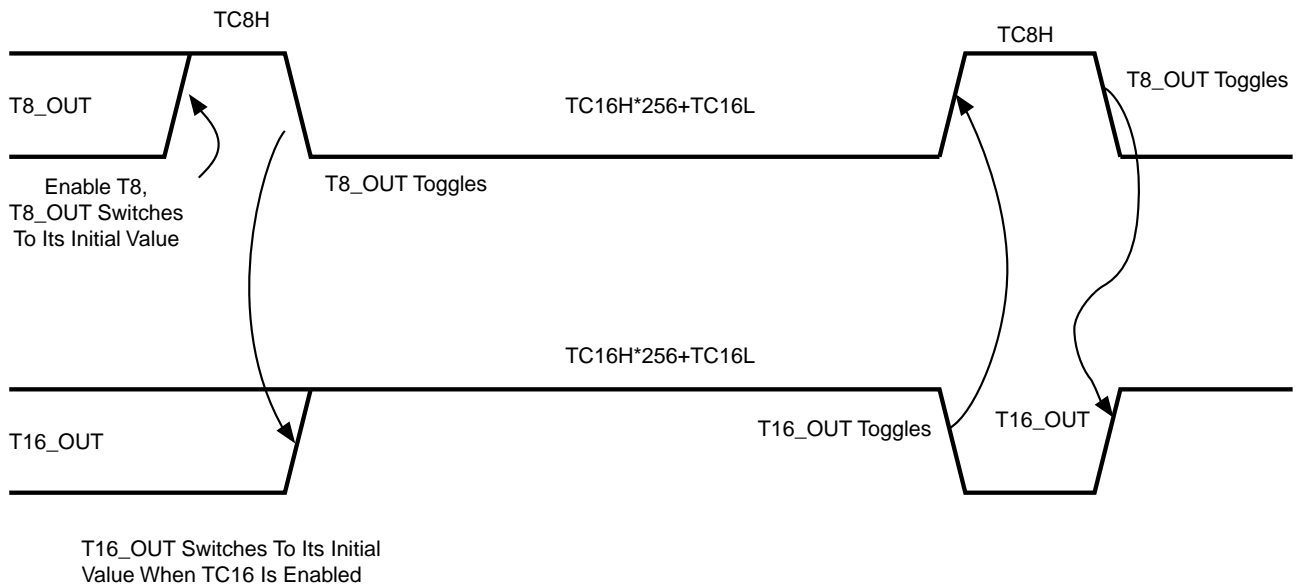 TC8H
TC8H
T8_OUT
TC16H*256+TC16L
T8_OUT Toggles
Enable T8,
T8_OUT Switches
To Its Initial Value
T8_OUT Toggles
TC16H*256+TC16L
T16_OUT
T16_OUT Toggles
T16_OUT
T16_OUT Switches To Its Initial
Value When TC16 Is Enabled